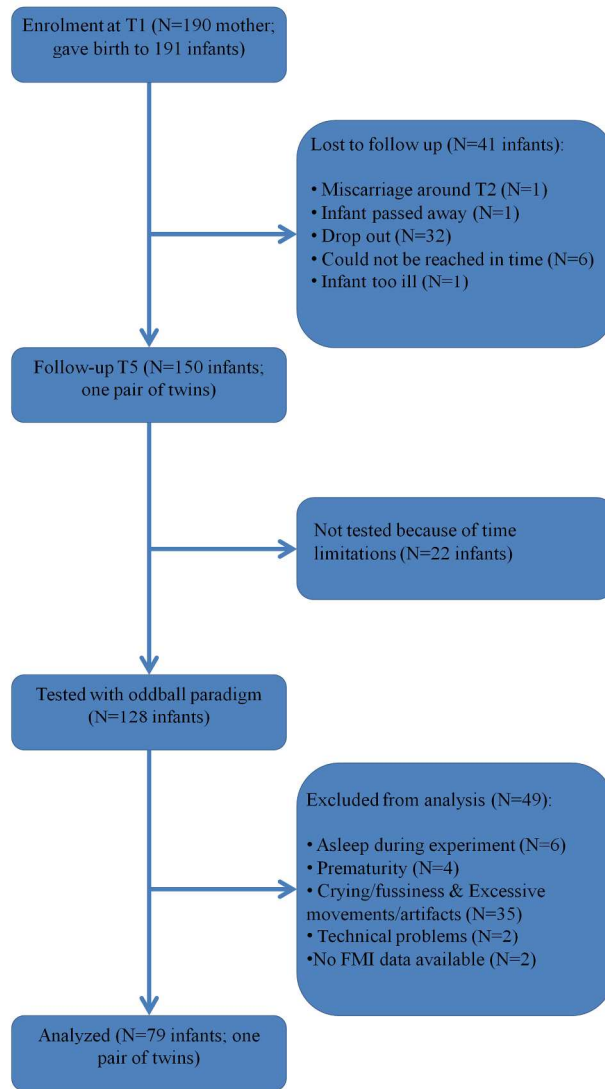 Enrolment at T1 (N=190 mother;
gave birth to 191 infants)
Lost to follow up (N=41 infants):
• Miscarriage around T2 (N=1)
• Infant passed away (N=1)
• Drop out (N=32)
• Could not be reached in time (N=6)
• Infant too ill (N=1)
Follow-up T5 (N=150 infants;
one pair of twins)
Not tested because of time
limitations (N=22 infants)
Tested with oddball paradigm
(N=128 infants)
Excluded from analysis (N=49):
• Asleep during experiment (N=6)
• Prematurity (N=4)
• Crying/fussiness & Excessive
movements/artifacts (N=35)
• Technical problems (N=2)
•No FMI data available (N=2)
Analyzed (N=79 infants; one
pair of twins)